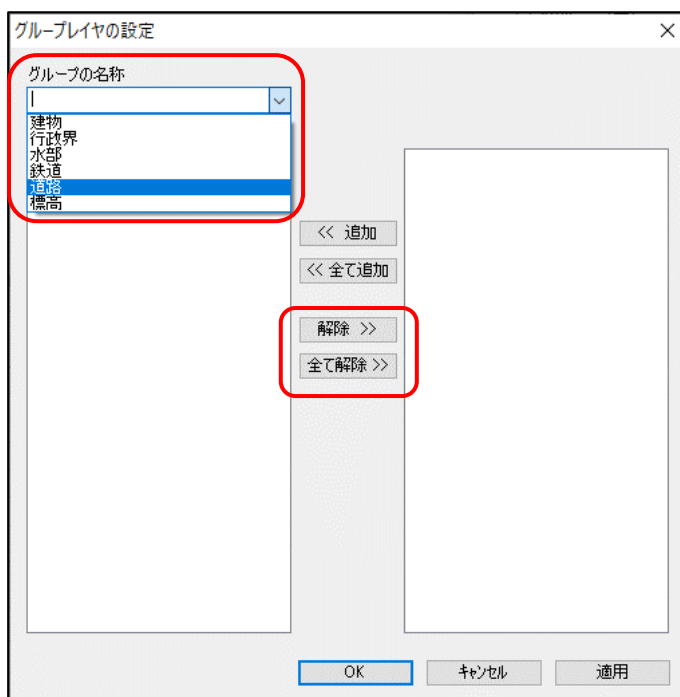 グループレイヤの設定
グループの名称
建物
行政界
水部
鉄道
道路
標高
<< 追加
<< 全て追加
解除 >>
全て解除 >>
OK
キャンセル
適用